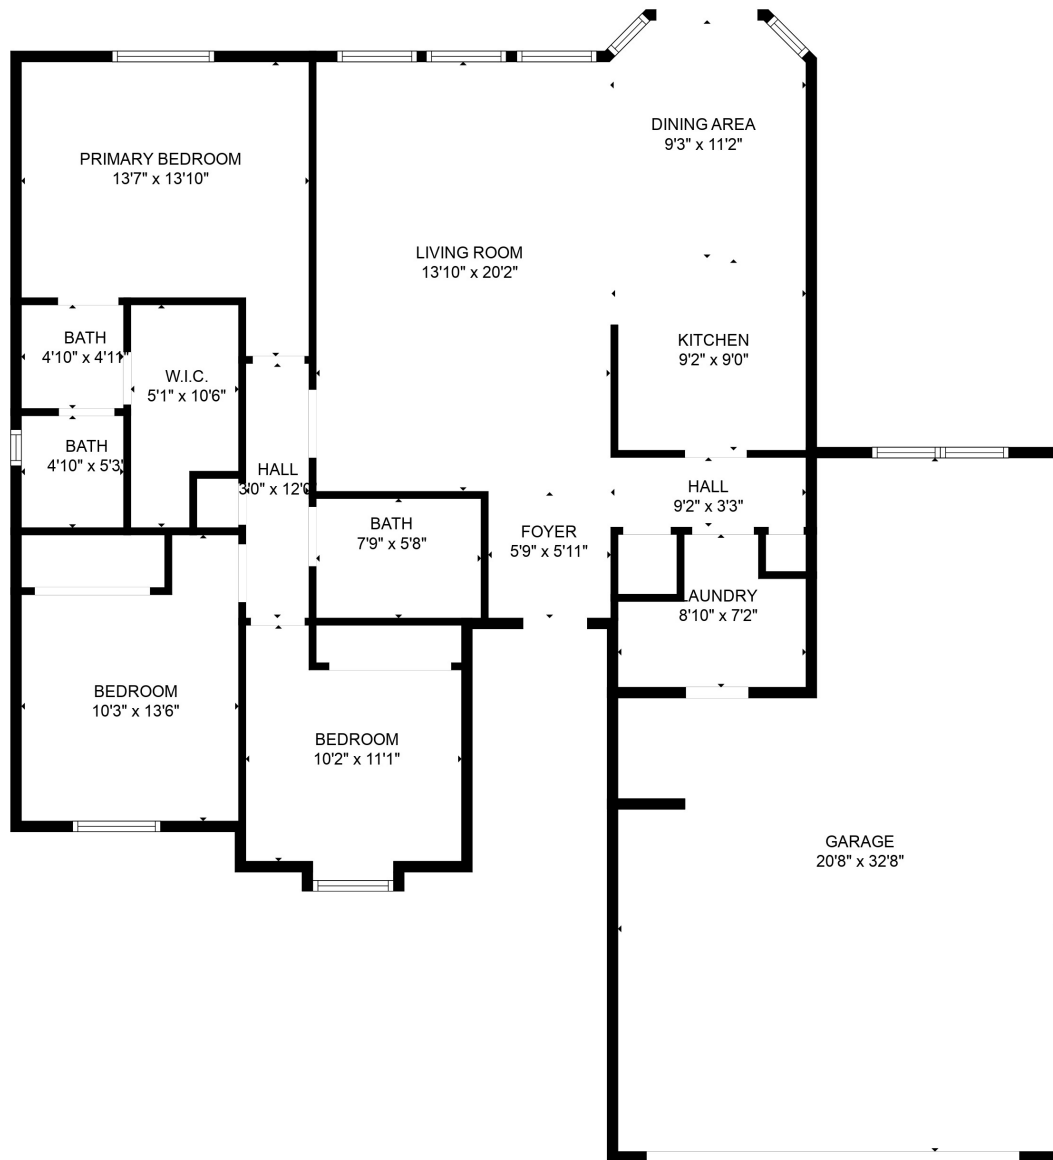 DINING AREA
9'3" x 11'2"
PRIMARY BEDROOM
13'7" x 13'10"
LIVING ROOM
13'10" x 20'2"
BATH
4'10" x 4'11"
KITCHEN
9'2" x 9'0"
W.I.C.
5'1" x 10'6"
BATH
4'10" x 5'3"
HALL
3'0" x 12'0"
HALL
9'2" x 3'3"
BATH
7'9" x 5'8"
FOYER
5'9" x 5'11"
LAUNDRY
8'10" x 7'2"
BEDROOM
10'3" x 13'6"
BEDROOM
10'2" x 11'1"
GARAGE
20'8" x 32'8"